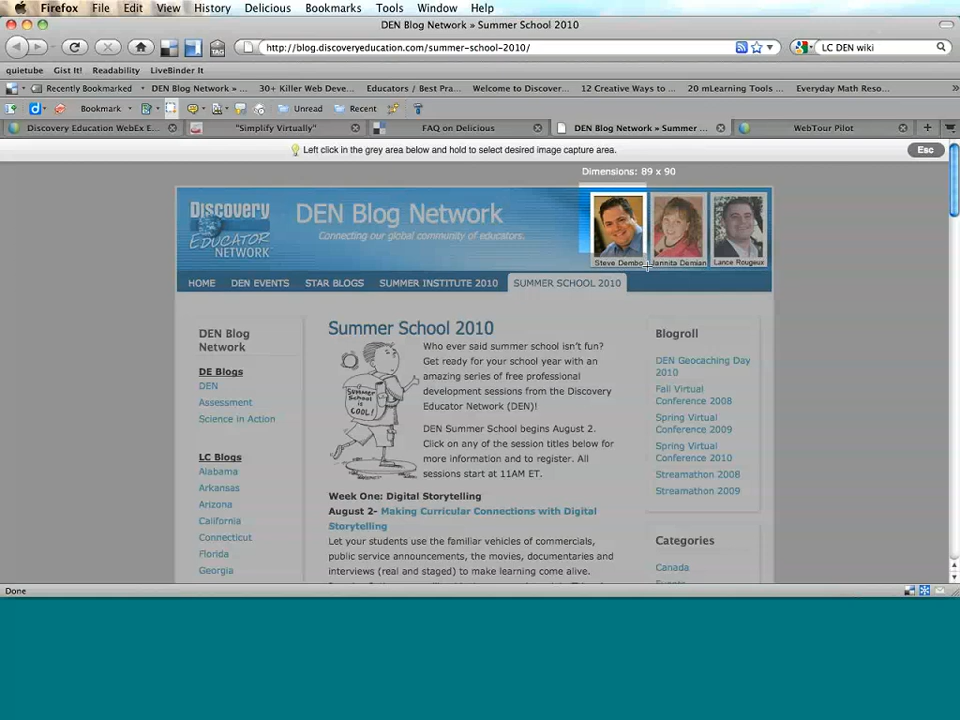 Firefox File Edit View History Delicious Bookmarks Tools Window Help
DEN Blog Network » Summer School 2010
http://blog.discoveryeducation.com/summer-school-2010/
LC DEN wiki
TAG
quietube Gist It! Readability LiveBinder It
Recently Bookmarked DEN Blog Network » ... 30+ Killer Web Deve... Educators / Best Pra... Welcome to Discover... 12 Creative Ways to ... 20 mLearning Tools ... Everyday Math Reso...
Bookmark Unread Recent
Discovery Education WebEx E... "Simplify Virtually" FAQ on Delicious DEN Blog Network » Summer ... WebTour Pilot
Left click in the grey area below and hold to select desired image capture area.
Esc
Dimensions: 89 x 90
Discovery
EDUCATOR
NETWORK
DEN Blog Network
Connecting our global community of educators.
Steve Dembo Jannita Demian Lance Rougeux
HOME DEN EVENTS STAR BLOGS SUMMER INSTITUTE 2010 SUMMER SCHOOL 2010
DEN Blog
Network
DE Blogs
DEN
Assessment
Science in Action
LC Blogs
Alabama
Arkansas
Arizona
California
Connecticut
Florida
Georgia
Summer School 2010
SUMMER
SCHOOL
IS
COOL!
Who ever said summer school isn't fun?
Get ready for your school year with an
amazing series of free professional
development sessions from the Discovery
Educator Network (DEN)!
DEN Summer School begins August 2.
Click on any of the session titles below for
more information and to register. All
sessions start at 11AM ET.
Week One: Digital Storytelling
August 2- Making Curricular Connections with Digital
Storytelling
Let your students use the familiar vehicles of commercials,
public service announcements, the movies, documentaries and
interviews (real and staged) to make learning come alive.
Blogroll
DEN Geocaching Day
2010
Fall Virtual
Conference 2008
Spring Virtual
Conference 2009
Spring Virtual
Conference 2010
Streamathon 2008
Streamathon 2009
Categories
Canada
Done